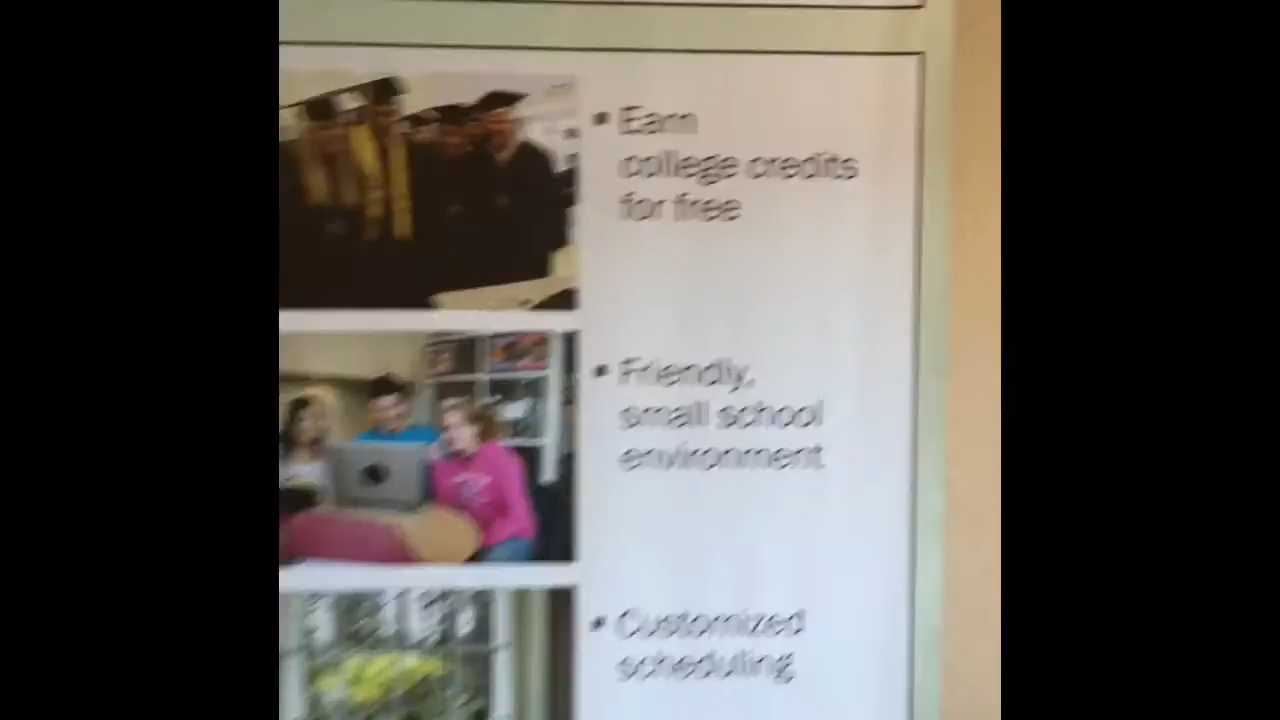 • Earn
college credits
for free
• Friendly,
small school
environment
• Customized
scheduling